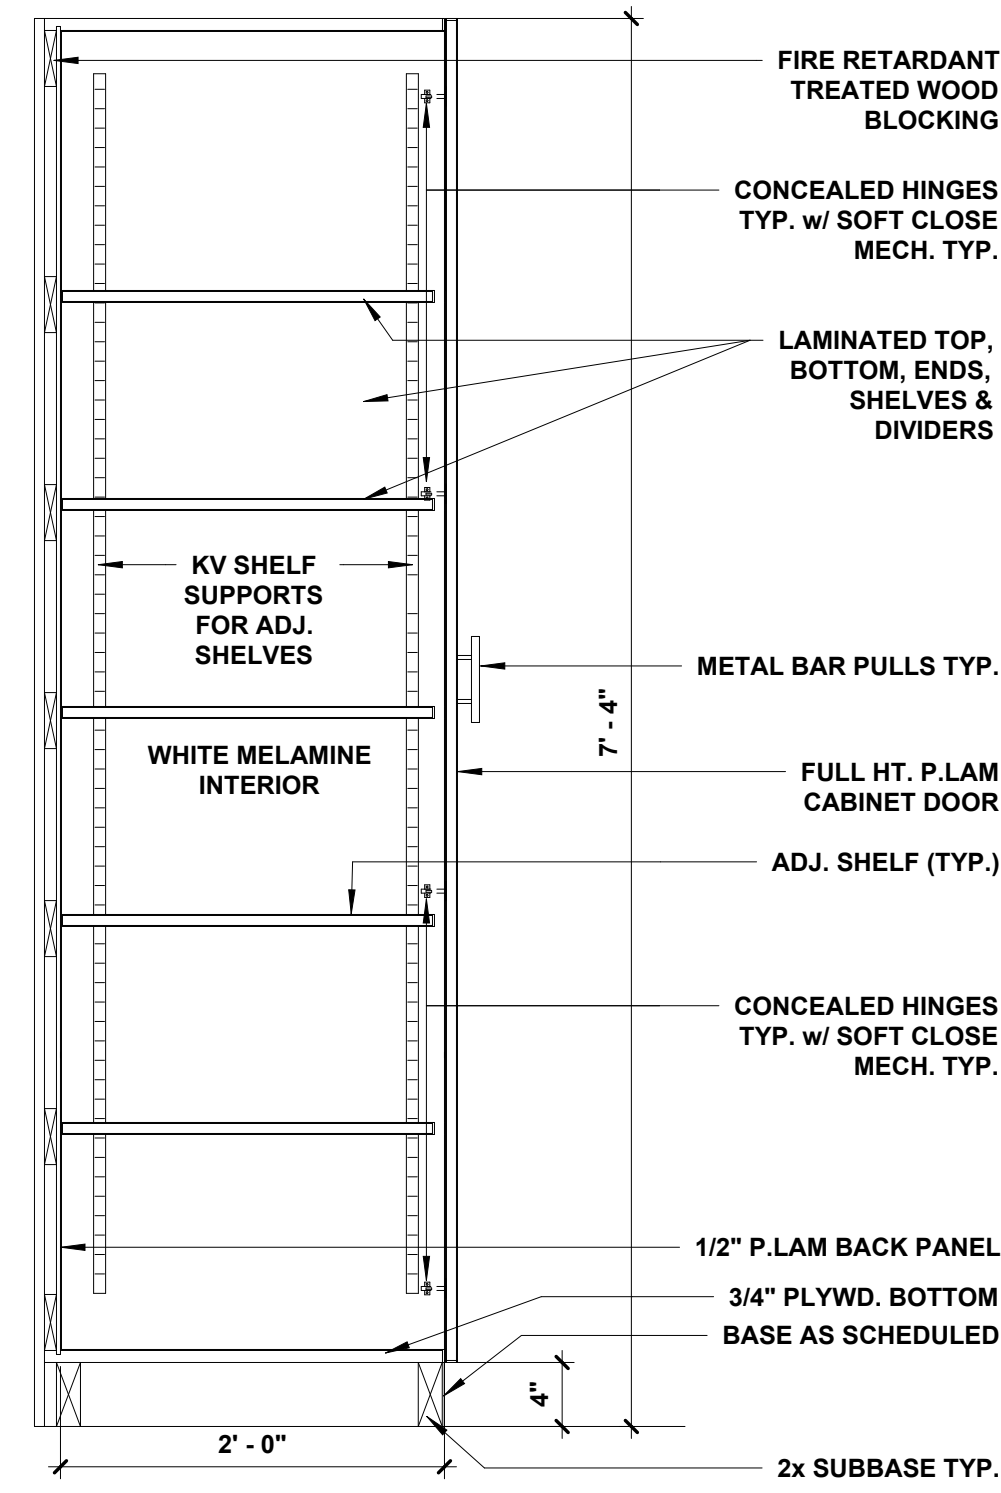 FIRE RETARDANT
TREATED WOOD
BLOCKING
CONCEALED HINGES
TYP. w/ SOFT CLOSE
MECH. TYP.
LAMINATED TOP,
BOTTOM, ENDS,
SHELVES &
DIVIDERS
KV SHELF
SUPPORTS
FOR ADJ.
SHELVES
METAL BAR PULLS TYP.
7' - 4"
WHITE MELAMINE
INTERIOR
FULL HT. P.LAM
CABINET DOOR
ADJ. SHELF (TYP.)
CONCEALED HINGES
TYP. w/ SOFT CLOSE
MECH. TYP.
1/2" P.LAM BACK PANEL
3/4" PLYWD. BOTTOM
BASE AS SCHEDULED
4"
2' - 0"
2x SUBBASE TYP.